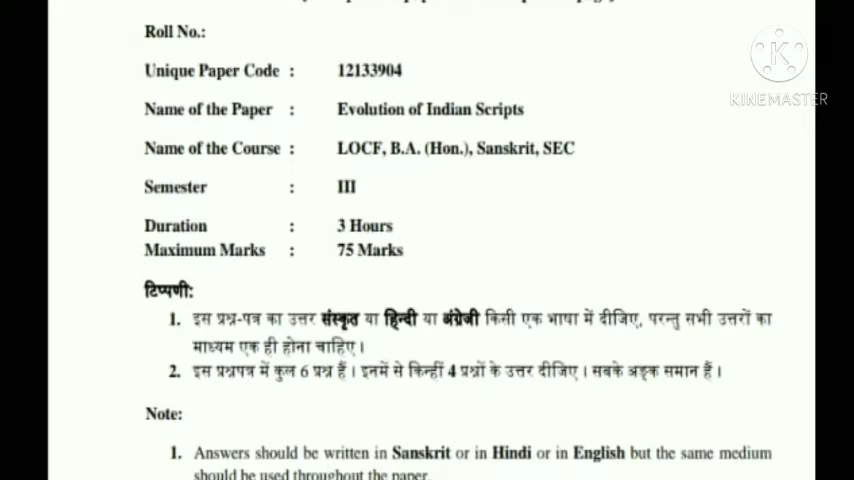 Roll No.:
Unique Paper Code : 12133904
Name of the Paper : Evolution of Indian Scripts
Name of the Course : LOCF, B.A. (Hon.), Sanskrit, SEC
Semester : III
Duration : 3 Hours
Maximum Marks : 75 Marks
टिप्पणी:
1. इस प्रश्न-पत्र का उत्तर संस्कृत या हिन्दी या अंग्रेजी किसी एक भाषा में दीजिए, परन्तु सभी उत्तरों का
माध्यम एक ही होना चाहिए।
2. इस प्रश्नपत्र में कुल 6 प्रश्न हैं। इनमें से किन्हीं 4 प्रश्नों के उत्तर दीजिए। सबके अङ्क समान हैं।
Note:
1. Answers should be written in Sanskrit or in Hindi or in English but the same medium
should be used throughout the paper.
KINEMASTER